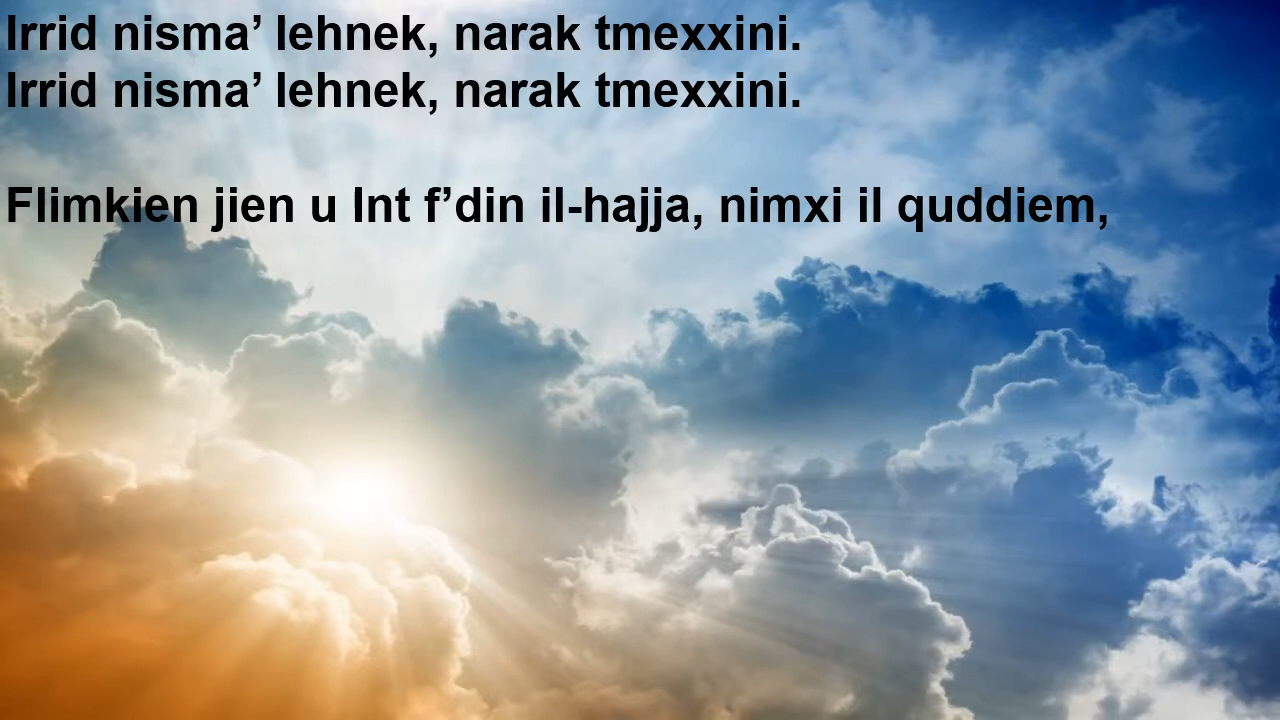 Irrid nisma’ lehnek, narak tmexxini.
Irrid nisma’ lehnek, narak tmexxini.
Flimkien jien u Int f’din il-hajja, nimxi il quddiem,